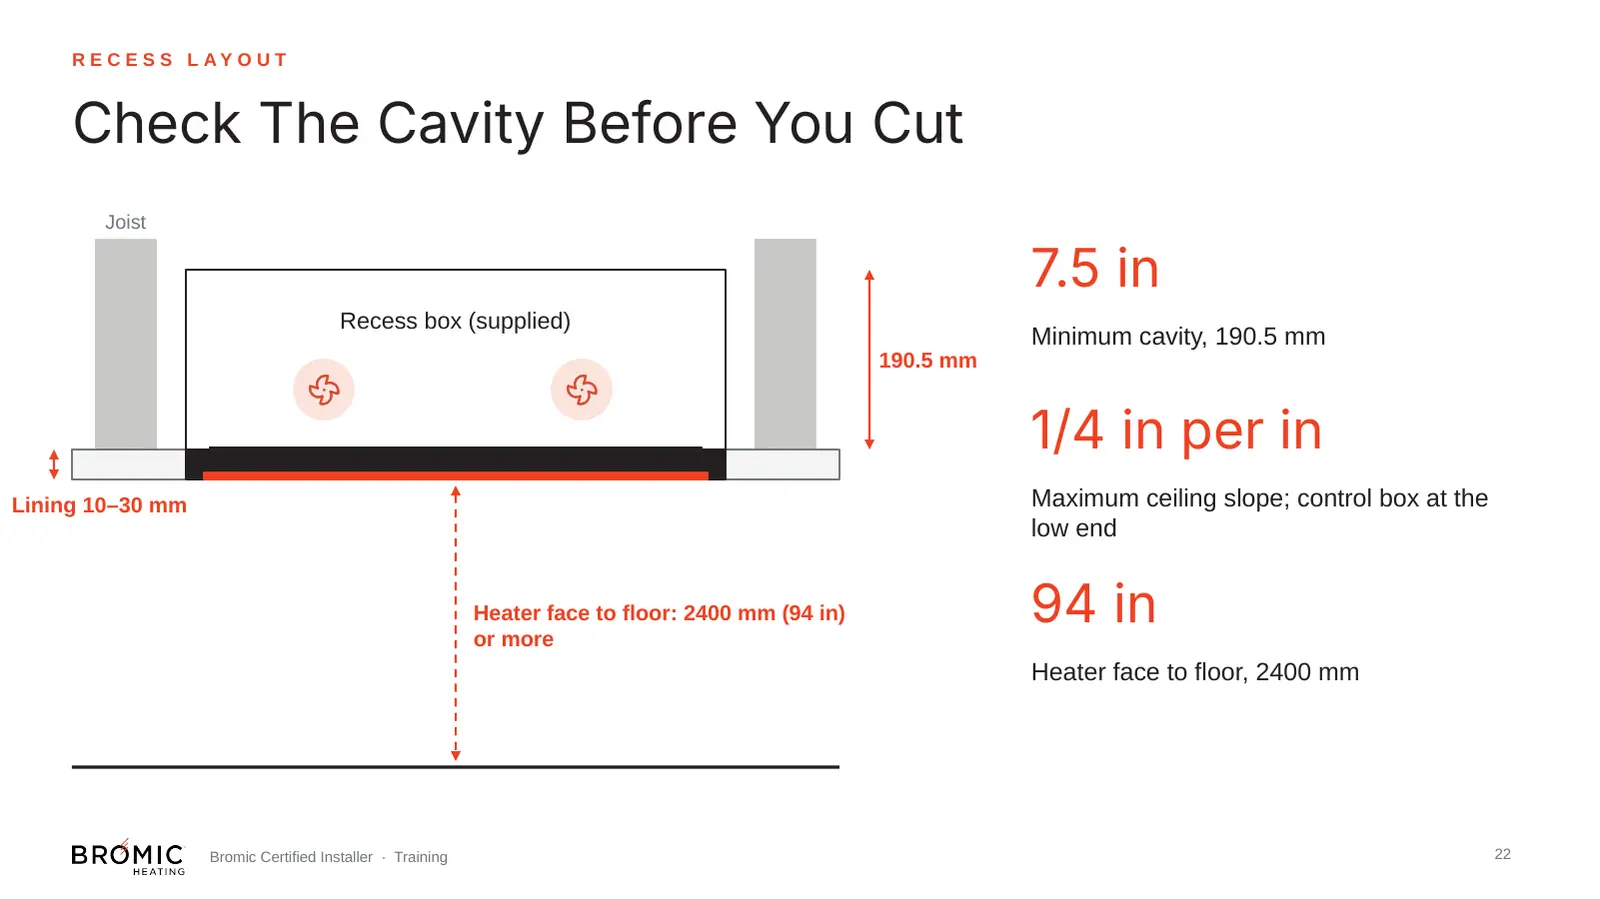 RECESS LAYOUT
Check The Cavity Before You Cut
Joist
Recess box (supplied)
190.5 mm
Lining 10–30 mm
Heater face to floor: 2400 mm (94 in)
or more
7.5 in
Minimum cavity, 190.5 mm
1/4 in per in
Maximum ceiling slope; control box at the
low end
94 in
Heater face to floor, 2400 mm
BROMIC
HEATING
Bromic Certified Installer · Training
22